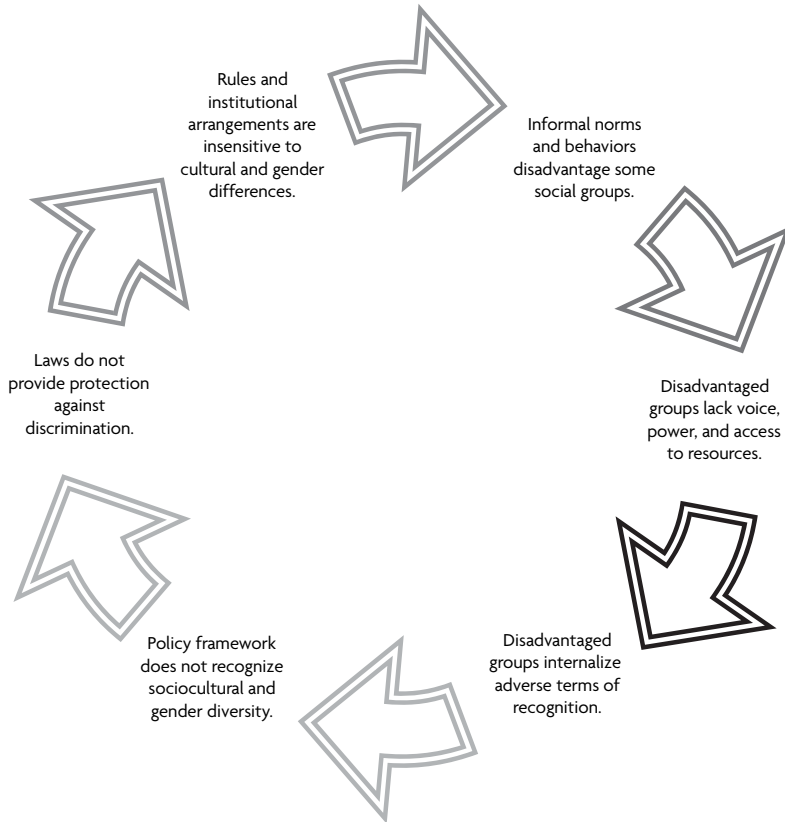 Rules and
institutional
arrangements are
insensitive to
cultural and gender
differences.
Informal norms
and behaviors
disadvantage some
social groups.
Disadvantaged
groups lack voice,
power, and access
to resources.
Disadvantaged
groups internalize
adverse terms of
recognition.
Policy framework
does not recognize
sociocultural and
gender diversity.
Laws do not
provide protection
against
discrimination.